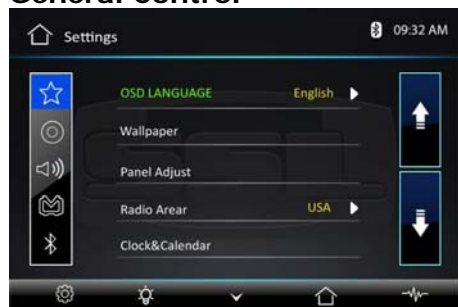 General control
Settings 09:32 AM
OSD LANGUAGE English
Wallpaper
Panel Adjust
Radio Arear USA
Clock&Calendar